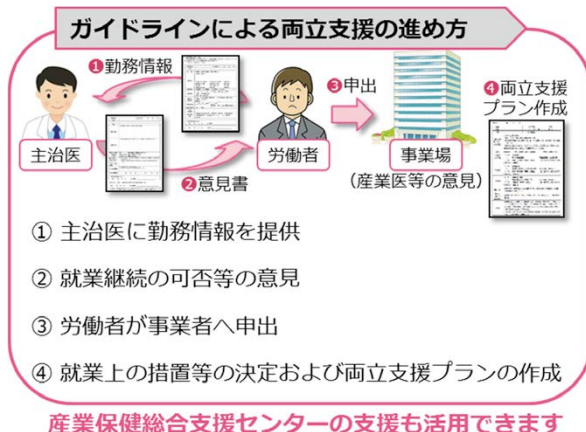 ガイドラインによる両立支援の進め方
❶勤務情報
❸申出
❹両立支援
プラン作成
主治医
労働者
事業場
❷意見書
（産業医等の意見）
① 主治医に勤務情報を提供
② 就業継続の可否等の意見
③ 労働者が事業者へ申出
④ 就業上の措置等の決定および両立支援プランの作成
産業保健総合支援センターの支援も活用できます